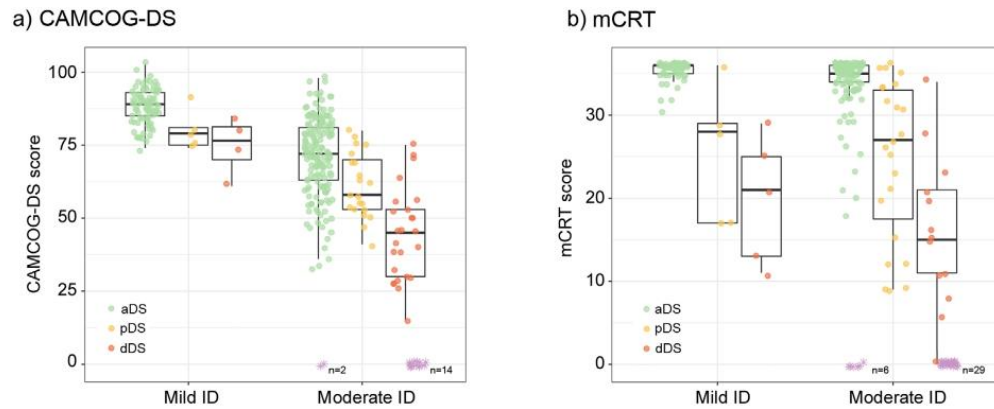 a) CAMCOG-DS
CAMCOG-DS score
100
75
50
25
0
aDS
pDS
dDS
n=2
n=14
Mild ID
Moderate ID
b) mCRT
mCRT score
30
20
10
0
aDS
pDS
dDS
n=6
n=29
Mild ID
Moderate ID